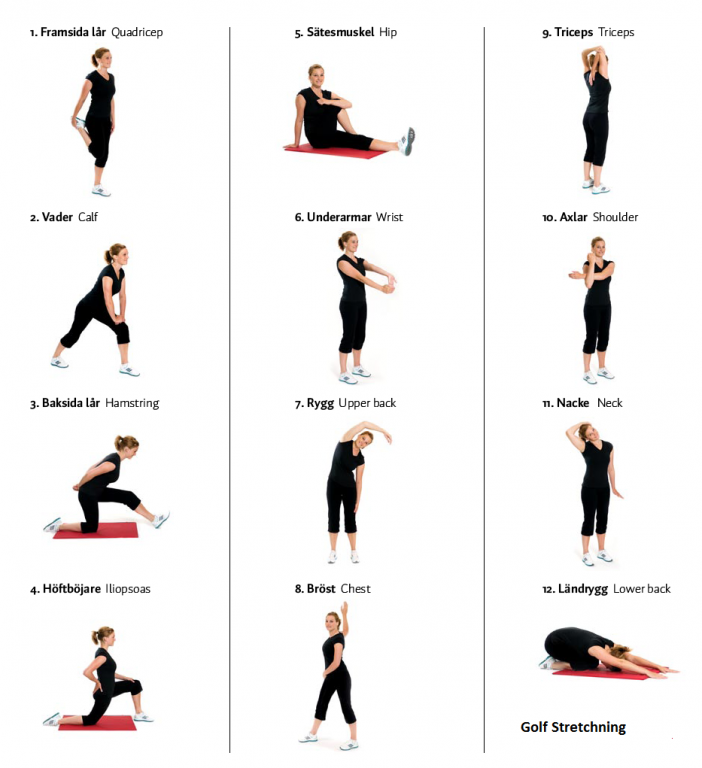 1. Framsida lår Quadricep
2. Vader Calf
3. Baksida lår Hamstring
4. Höftböjare Iliopsoas
5. Sätesmuskel Hip
6. Underarmar Wrist
7. Rygg Upper back
8. Bröst Chest
9. Triceps Triceps
10. Axlar Shoulder
11. Nacke Neck
12. Ländrygg Lower back
Golf Stretchning